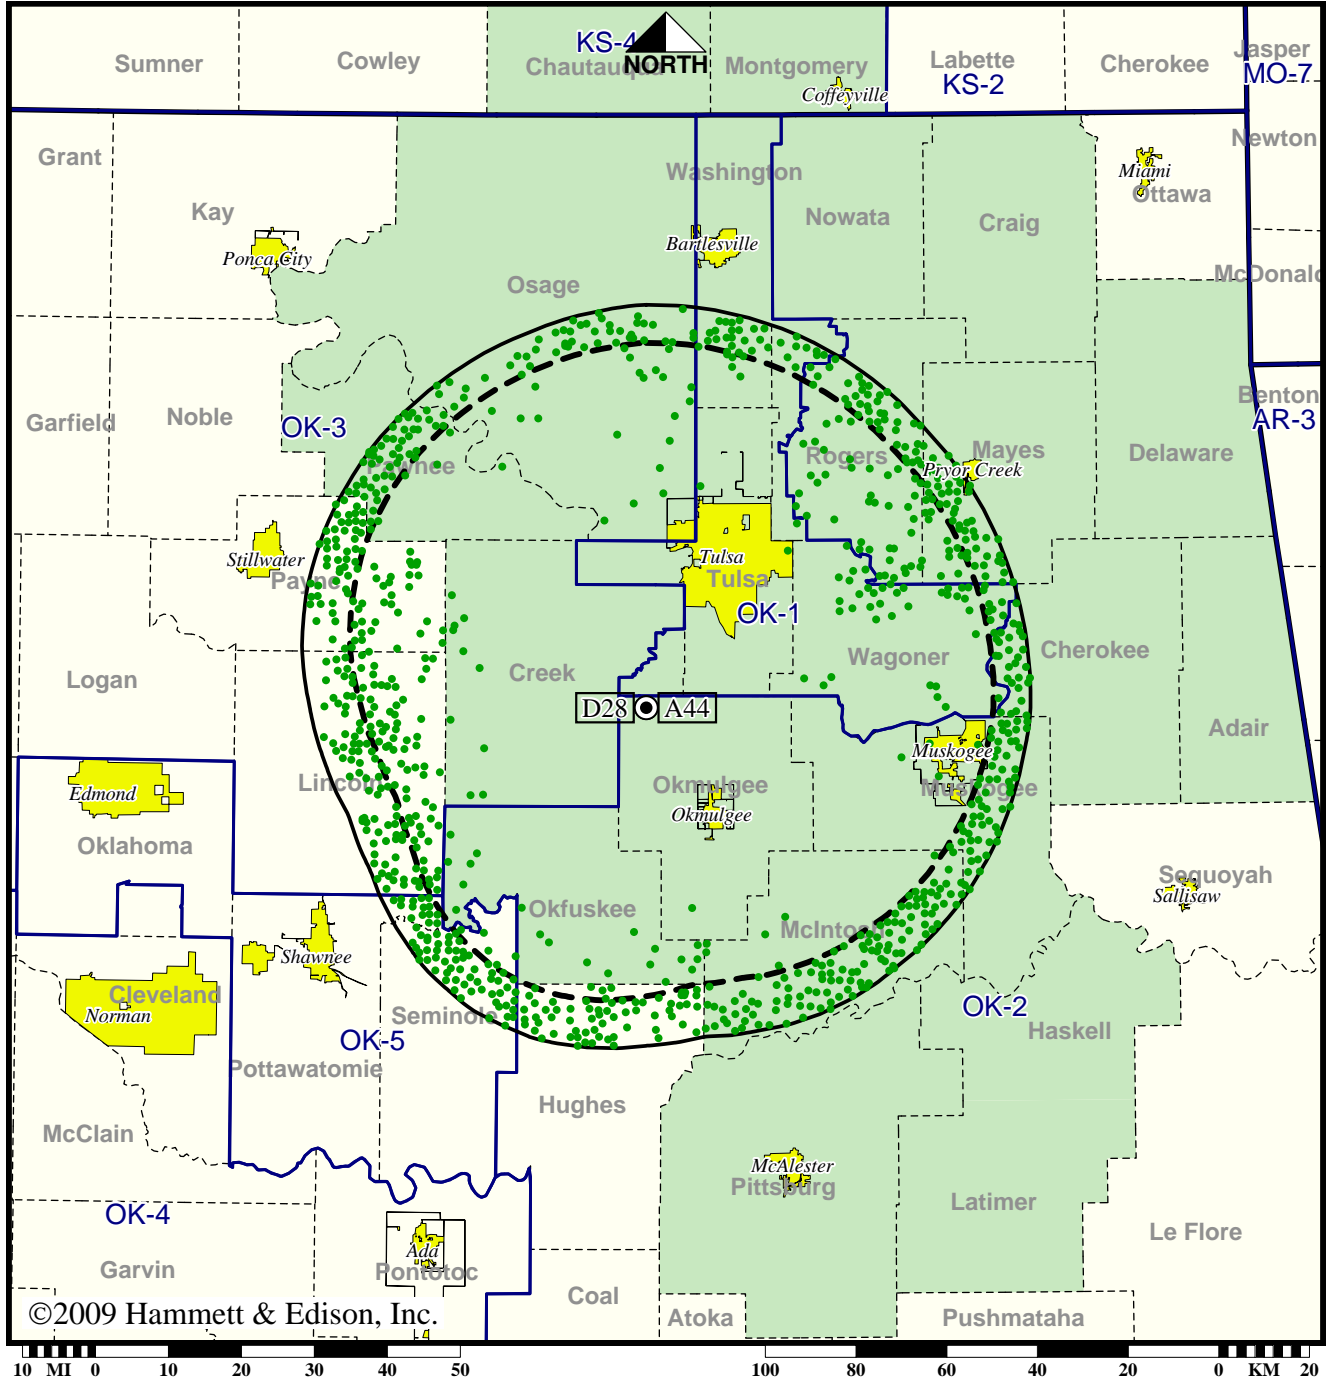 KS-4
NORTH
Sumner
Cowley
Chautauqua
Montgomery
Coffeyville
Labette
KS-2
Cherokee
Jasper
MO-7
Grant
Kay
Ponca City
Washington
Bartlesville
Osage
Nowata
Craig
Miami
Ottawa
Newton
McDonald
Garfield
Noble
OK-3
Pawnee
Rogers
Mayes
Pryor Creek
Delaware
Benton
AR-3
Stillwater
Payne
Tulsa
Tulsa
OK-1
Logan
Creek
Wagoner
Cherokee
D28
A44
Adair
Edmond
Oklahoma
Lincoln
Okmulgee
Okmulgee
Muskogee
Muskogee
Sequoyah
Sallisaw
Okfuskee
McIntosh
Shawnee
Cleveland
Norman
Seminole
OK-5
Pottawatomie
OK-2
Haskell
Hughes
McClain
McAlester
Pittsburg
Latimer
Le Flore
OK-4
Garvin
Ada
Pontotoc
Coal
Atoka
Pushmataha
©2009 Hammett & Edison, Inc.
10 MI 0 10 20 30 40 50
100 80 60 40 20 0 KM 20